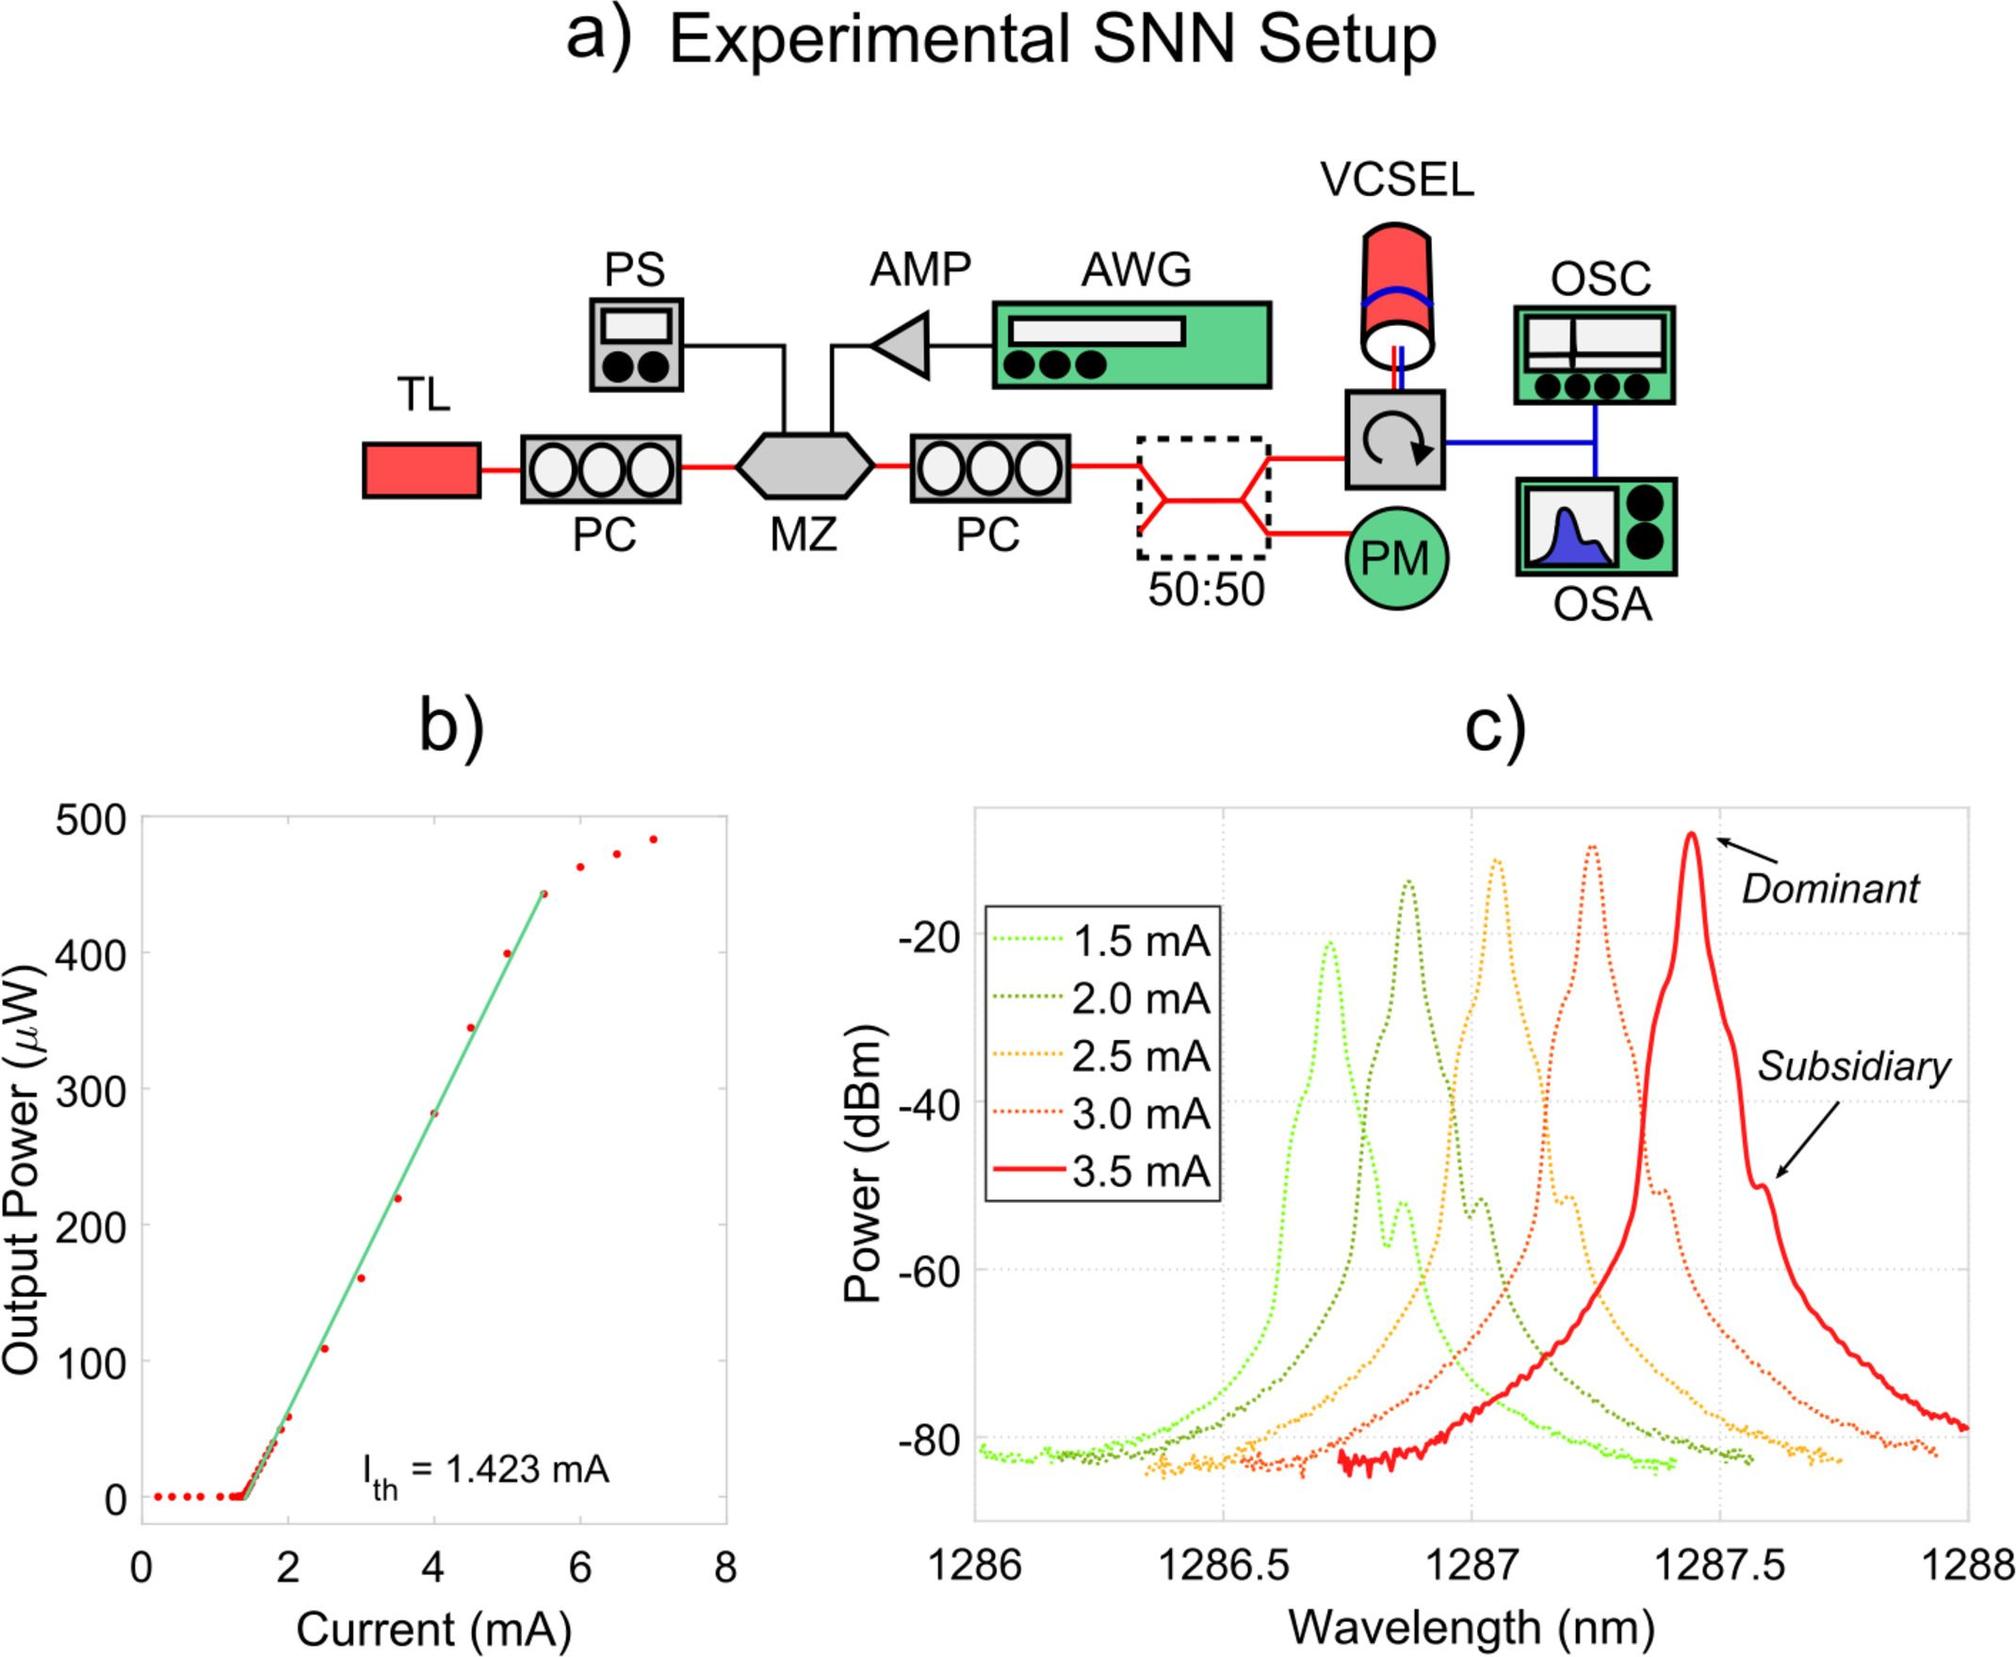 a) Experimental SNN Setup
VCSEL
PS
AMP
AWG
OSC
TL
PC
MZ
PC
50:50
PM
OSA
b)
500
400
300
200
100
0
Output Power (μW)
I_th = 1.423 mA
0 2 4 6 8
Current (mA)
c)
Dominant
Subsidiary
1.5 mA
2.0 mA
2.5 mA
3.0 mA
3.5 mA
-20
-40
-60
-80
Power (dBm)
1286 1286.5 1287 1287.5 1288
Wavelength (nm)